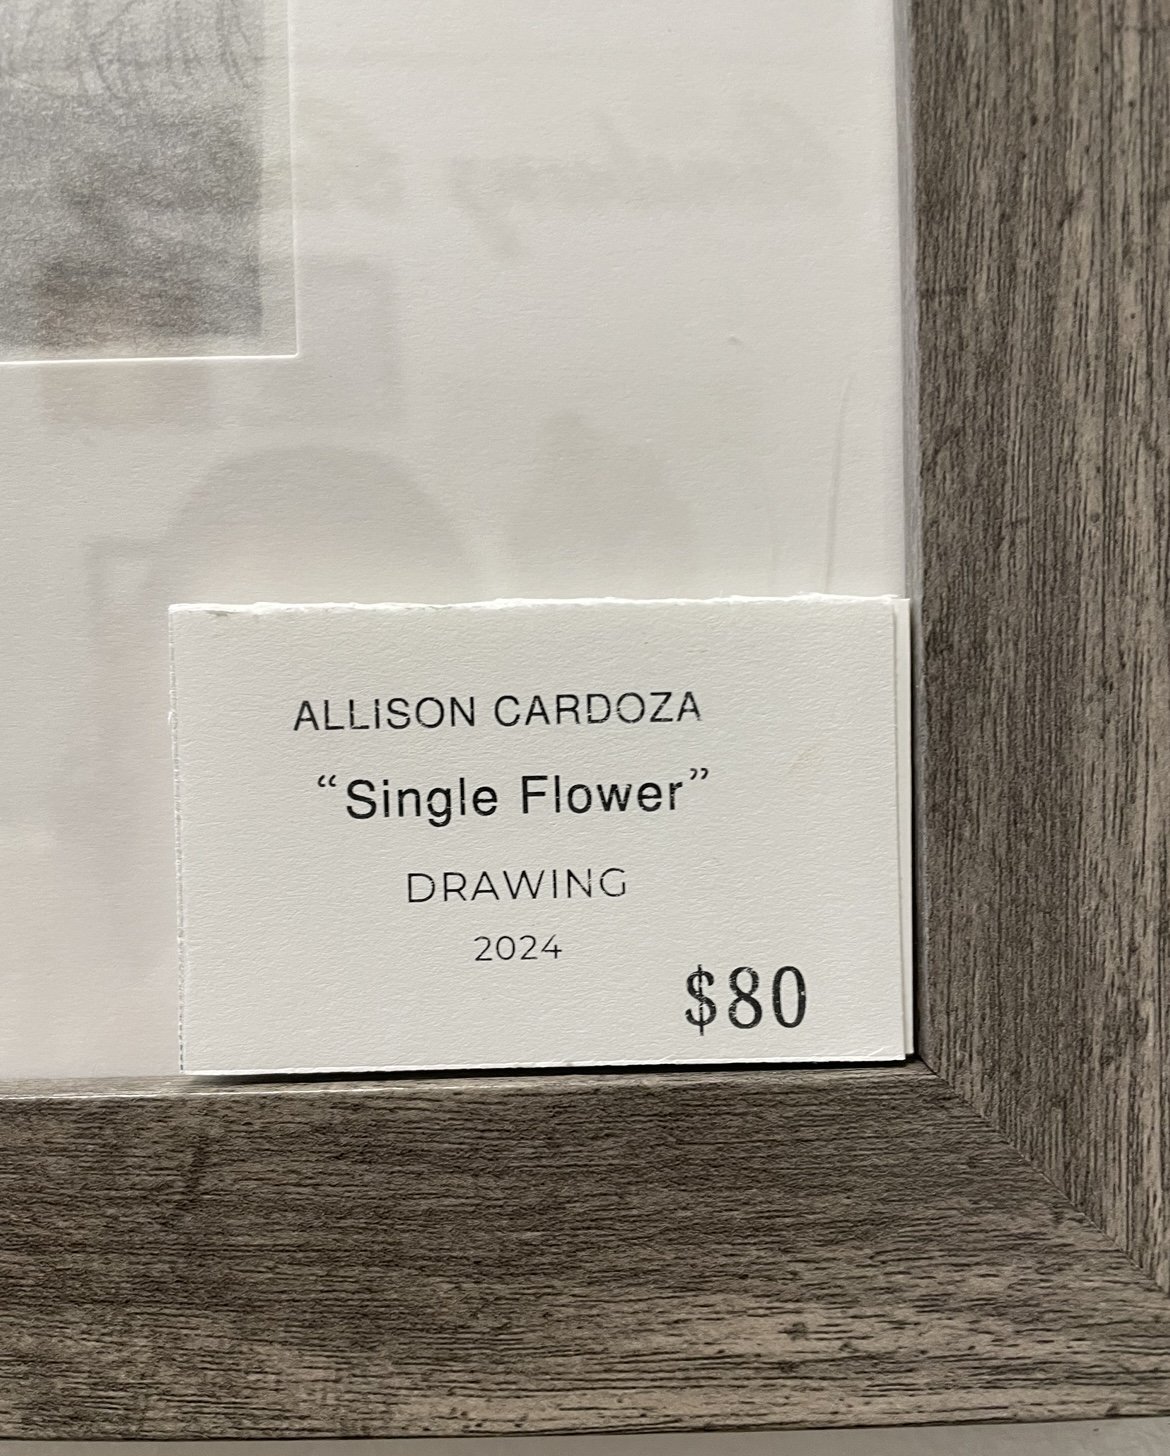 ALLISON CARDOZA
“Single Flower”
DRAWING
2024
$80